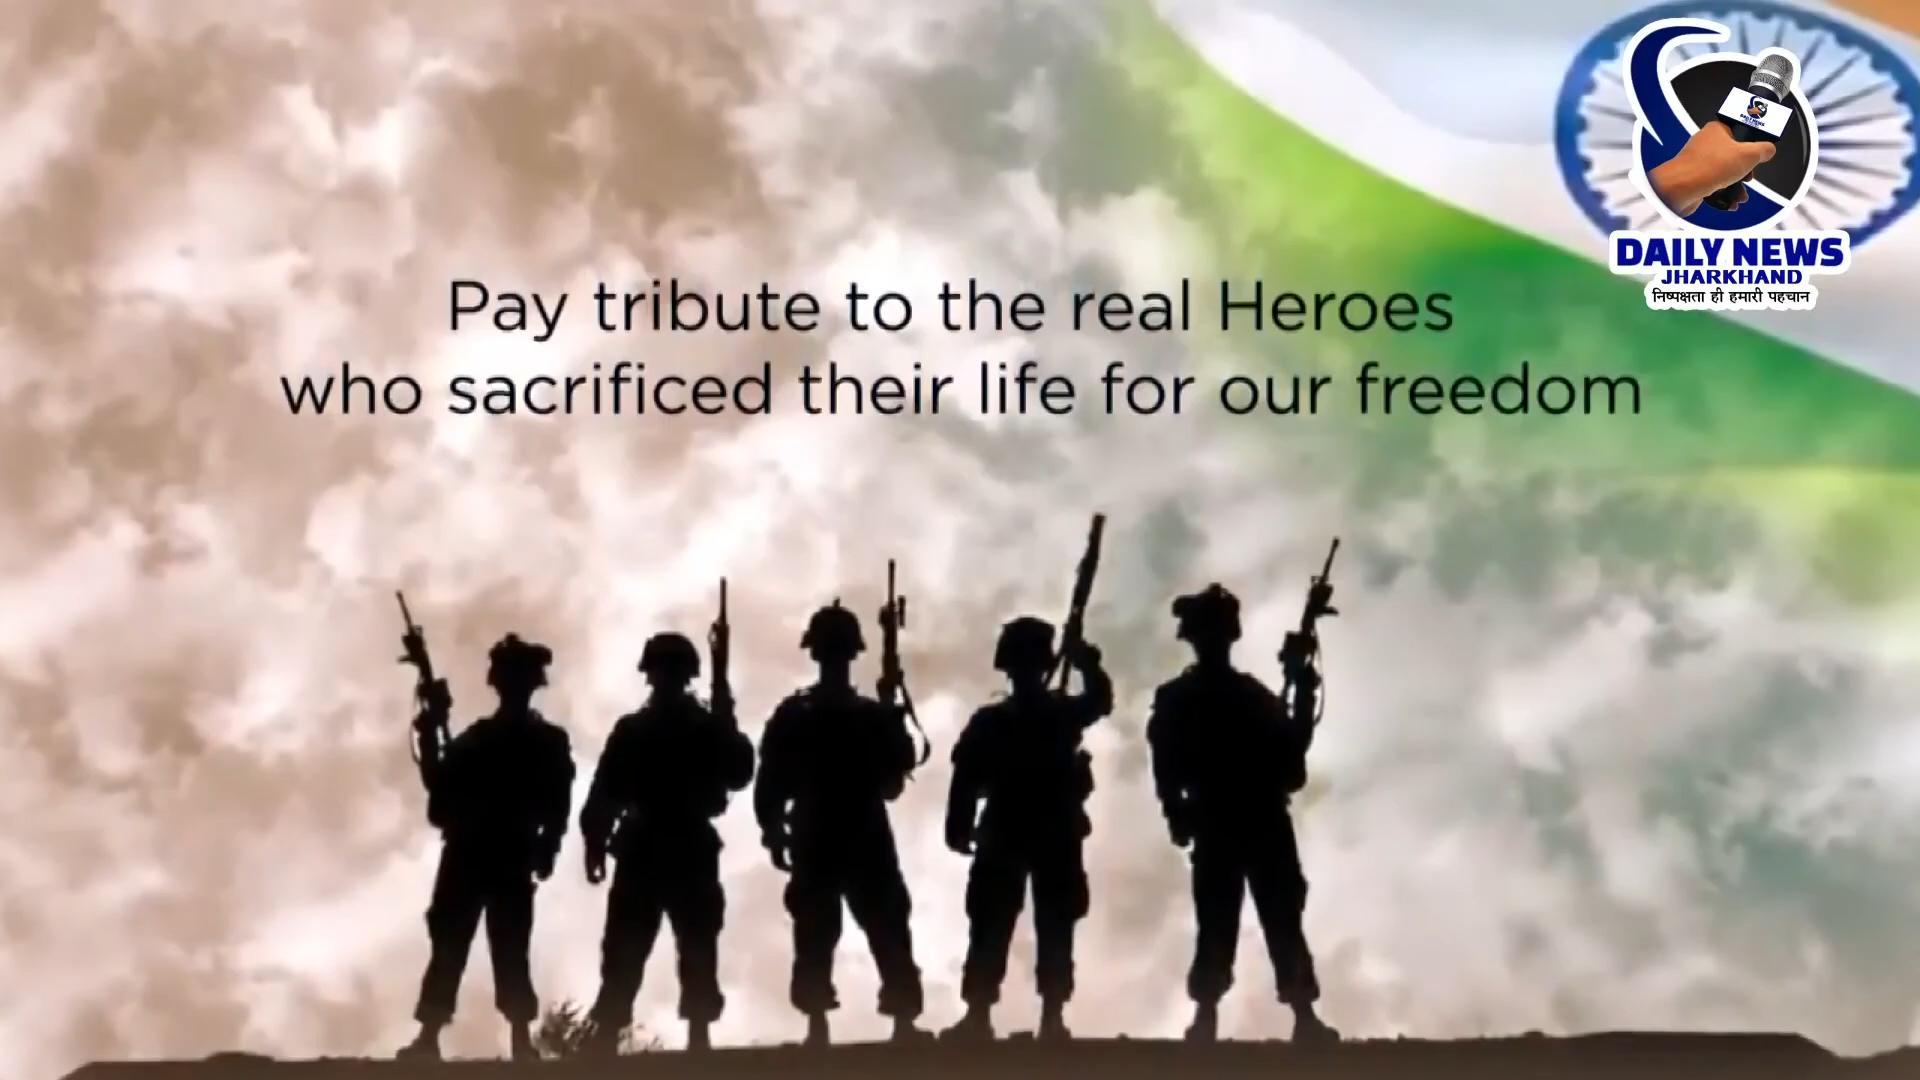 Pay tribute to the real Heroes
who sacrificed their life for our freedom
DAILY NEWS
JHARKHAND
निष्पक्षता ही हमारी पहचान